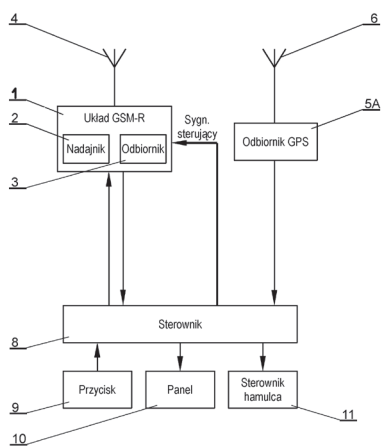 4
6
1
Układ GSM-R
Sygn.
sterujący
5A
2
Nadajnik
Odbiornik
Odbiornik GPS
3
Sterownik
8
Przycisk
Panel
Sterownik
hamulca
9
10
11